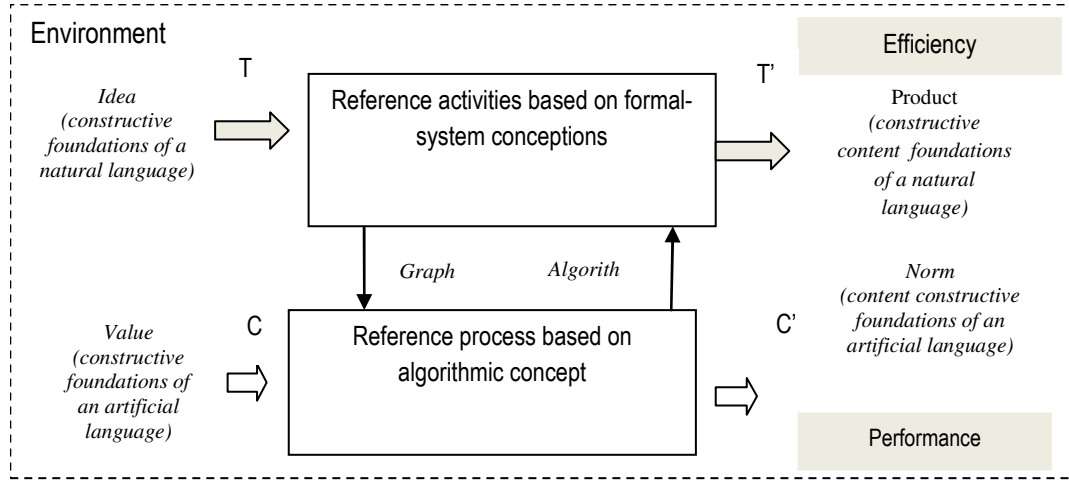 Environment
Efficiency
T
T’
Idea
(constructive
foundations of a
natural language)
Reference activities based on formal-
system conceptions
Product
(constructive
content foundations
of a natural
language)
Graph
Algorith
Norm
(content constructive
foundations of an
artificial language)
C
C’
Value
(constructive
foundations of
an artificial
language)
Reference process based on
algorithmic concept
Performance